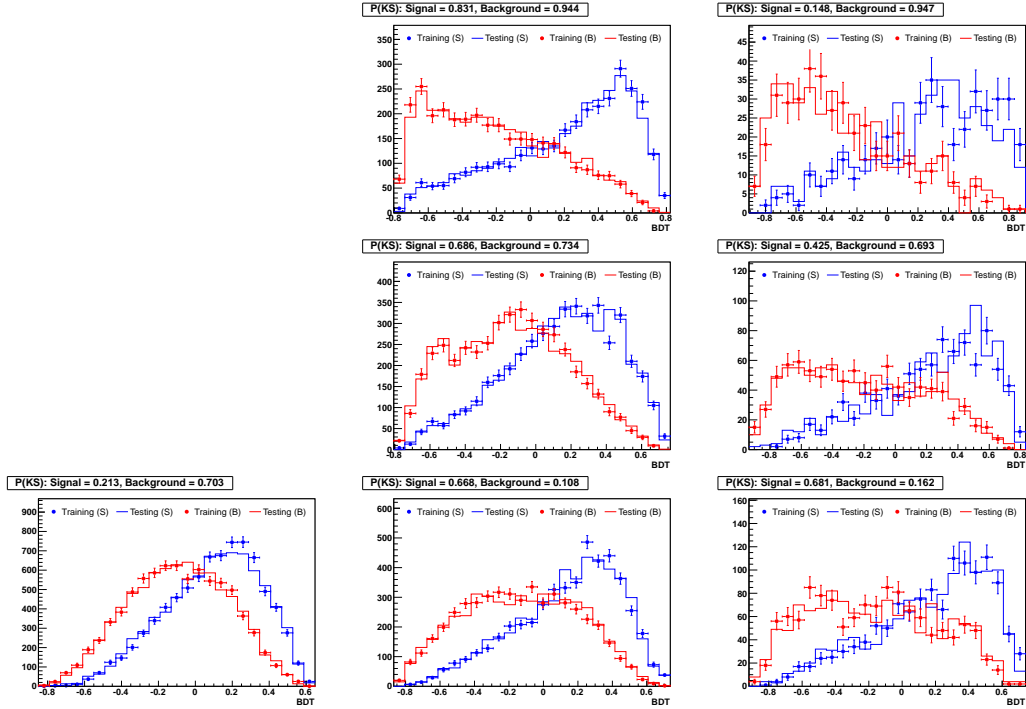 P(KS): Signal = 0.831, Background = 0.944
Training (S) Testing (S) Training (B) Testing (B)
350
300
250
200
150
100
50
0
-0.8 -0.6 -0.4 -0.2 0 0.2 0.4 0.6 0.8
BDT
P(KS): Signal = 0.148, Background = 0.947
Training (S) Testing (S) Training (B) Testing (B)
45
40
35
30
25
20
15
10
5
0
-0.8 -0.6 -0.4 -0.2 0 0.2 0.4 0.6 0.8
BDT
P(KS): Signal = 0.686, Background = 0.734
Training (S) Testing (S) Training (B) Testing (B)
400
350
300
250
200
150
100
50
0
-0.8 -0.6 -0.4 -0.2 0 0.2 0.4 0.6
BDT
P(KS): Signal = 0.425, Background = 0.693
Training (S) Testing (S) Training (B) Testing (B)
120
100
80
60
40
20
0
-0.8 -0.6 -0.4 -0.2 0 0.2 0.4 0.6 0.8
BDT
P(KS): Signal = 0.213, Background = 0.703
Training (S) Testing (S) Training (B) Testing (B)
900
800
700
600
500
400
300
200
100
0
-0.8 -0.6 -0.4 -0.2 0 0.2 0.4 0.6
BDT
P(KS): Signal = 0.668, Background = 0.108
Training (S) Testing (S) Training (B) Testing (B)
600
500
400
300
200
100
0
-0.8 -0.6 -0.4 -0.2 0 0.2 0.4 0.6
BDT
P(KS): Signal = 0.681, Background = 0.162
Training (S) Testing (S) Training (B) Testing (B)
160
140
120
100
80
60
40
20
0
-0.8 -0.6 -0.4 -0.2 0 0.2 0.4 0.6 0.8
BDT